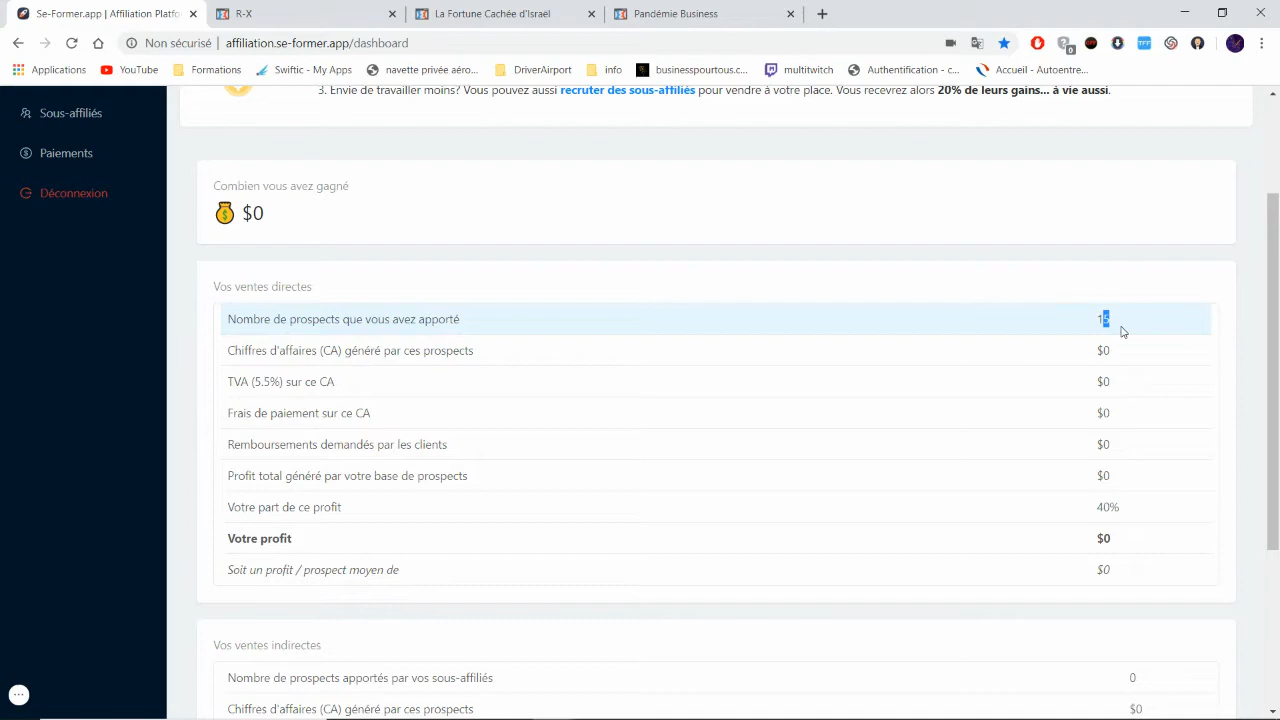 Se-Former.app | Affiliation Platfo
R-X
La Fortune Cachée d'Israël
Pandémie Business
Non sécurisé
affiliation.se-former.app/dashboard
Applications
YouTube
Formations
Swiftic - My Apps
navette privée aero...
DriverAirport
info
businesspourtous.c...
multiwitch
Authentification - c...
Accueil - Autoentre...
3. Envie de travailler moins? Vous pouvez aussi recruter des sous-affiliés pour vendre à votre place. Vous recevrez alors 20% de leurs gains... à vie aussi.
Sous-affiliés
Paiements
Déconnexion
Combien vous avez gagné
$0
Vos ventes directes
Nombre de prospects que vous avez apporté 15
Chiffres d'affaires (CA) généré par ces prospects $0
TVA (5.5%) sur ce CA $0
Frais de paiement sur ce CA $0
Remboursements demandés par les clients $0
Profit total généré par votre base de prospects $0
Votre part de ce profit 40%
Votre profit $0
Soit un profit / prospect moyen de $0
Vos ventes indirectes
Nombre de prospects apportés par vos sous-affiliés 0
Chiffres d'affaires (CA) généré par ces prospects $0